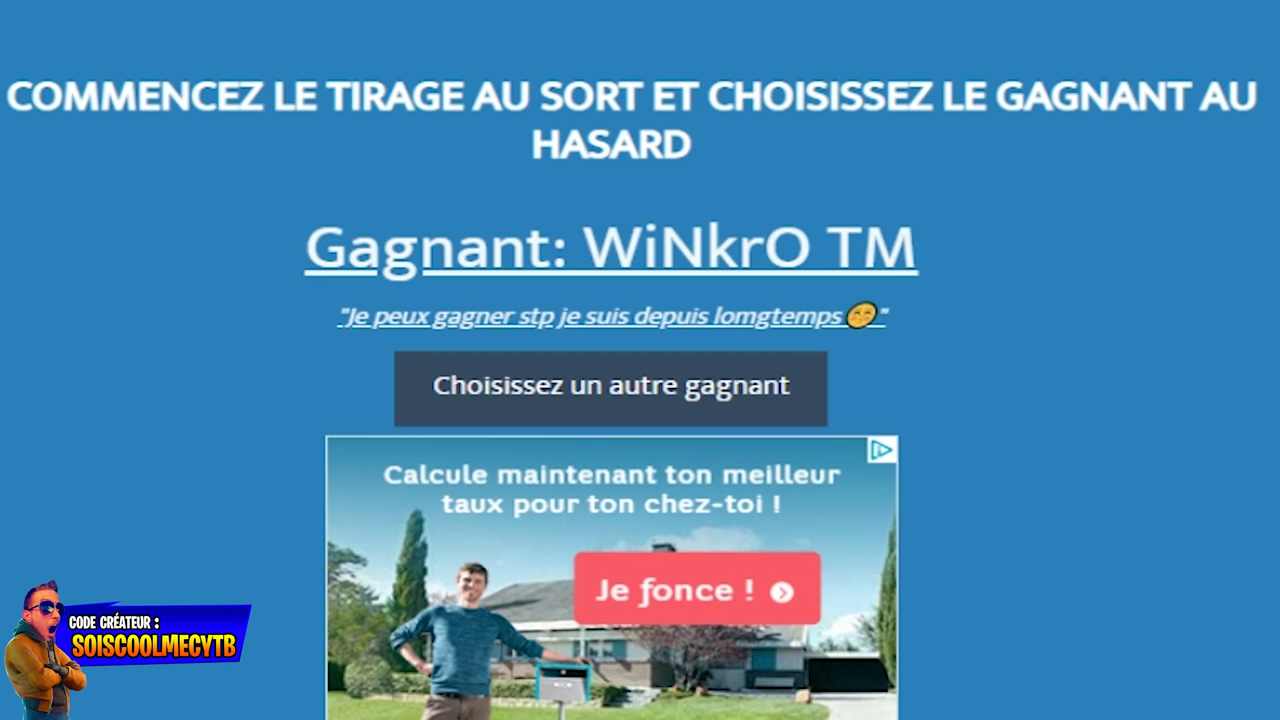 COMMENCEZ LE TIRAGE AU SORT ET CHOISISSEZ LE GAGNANT AU
HASARD
Gagnant: WiNkrO TM
"Je peux gagner stp je suis depuis lomgtemps 🤭"
Choisissez un autre gagnant
Calcule maintenant ton meilleur
taux pour ton chez-toi !
Je fonce !
CODE CRÉATEUR :
SOISCOOLMECYTB